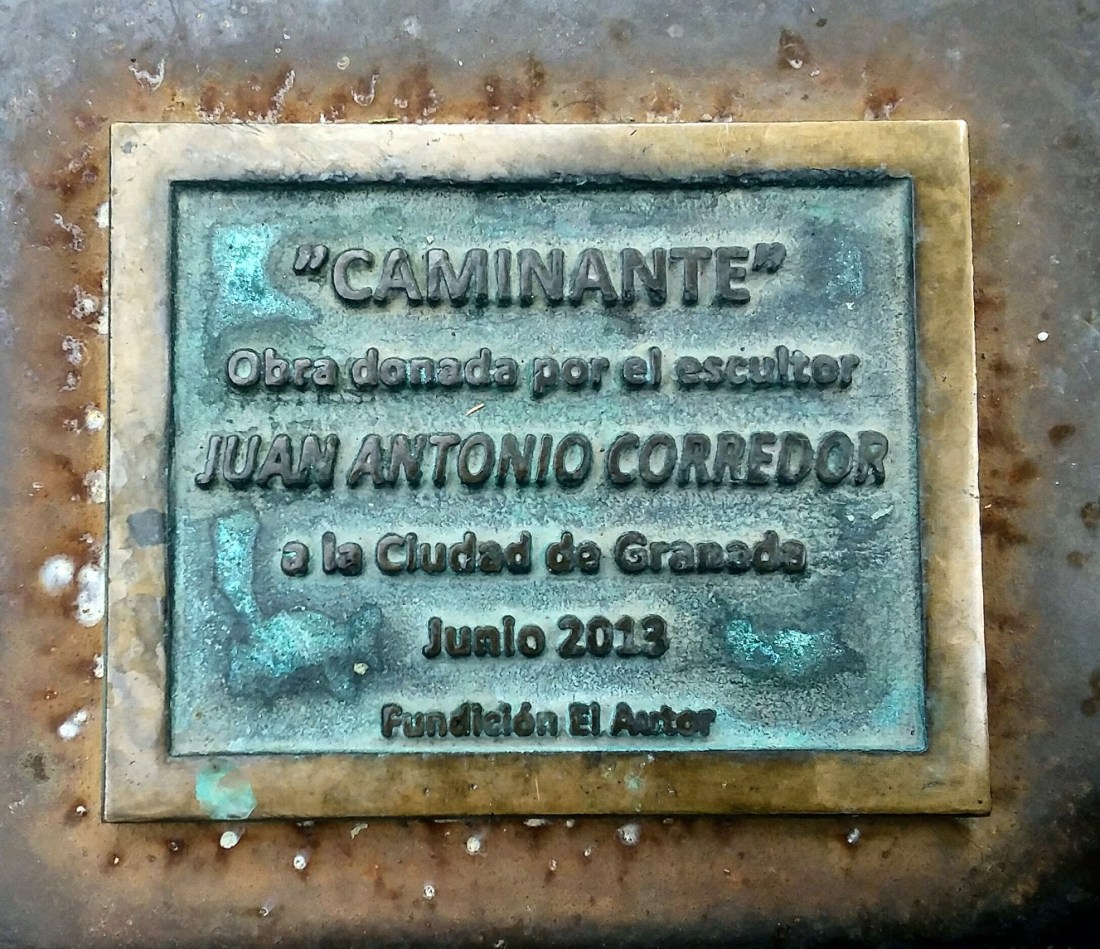 "CAMINANTE"
Obra donada por el escultor
JUAN ANTONIO CORREDOR
a la Ciudad de Granada
Junio 2013
Fundición El Autor